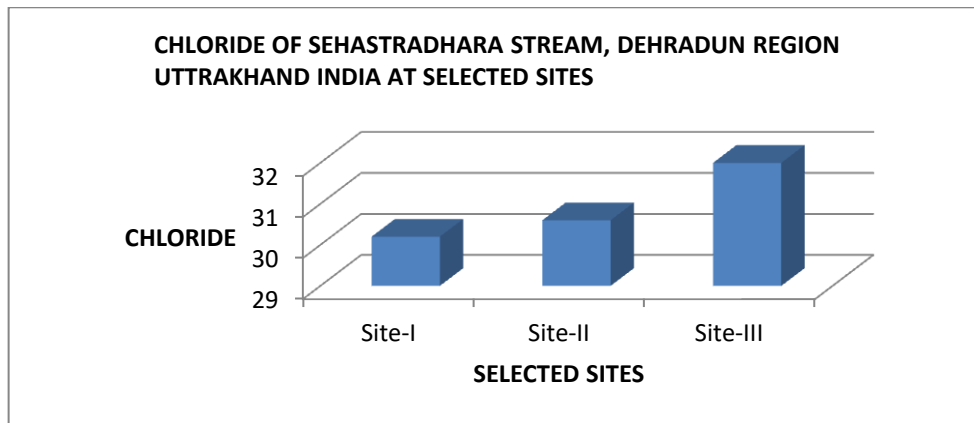 CHLORIDE OF SEHASTRADHARA STREAM, DEHRADUN REGION
UTTRAKHAND INDIA AT SELECTED SITES
32
31
30
29
CHLORIDE
Site-I
Site-II
Site-III
SELECTED SITES